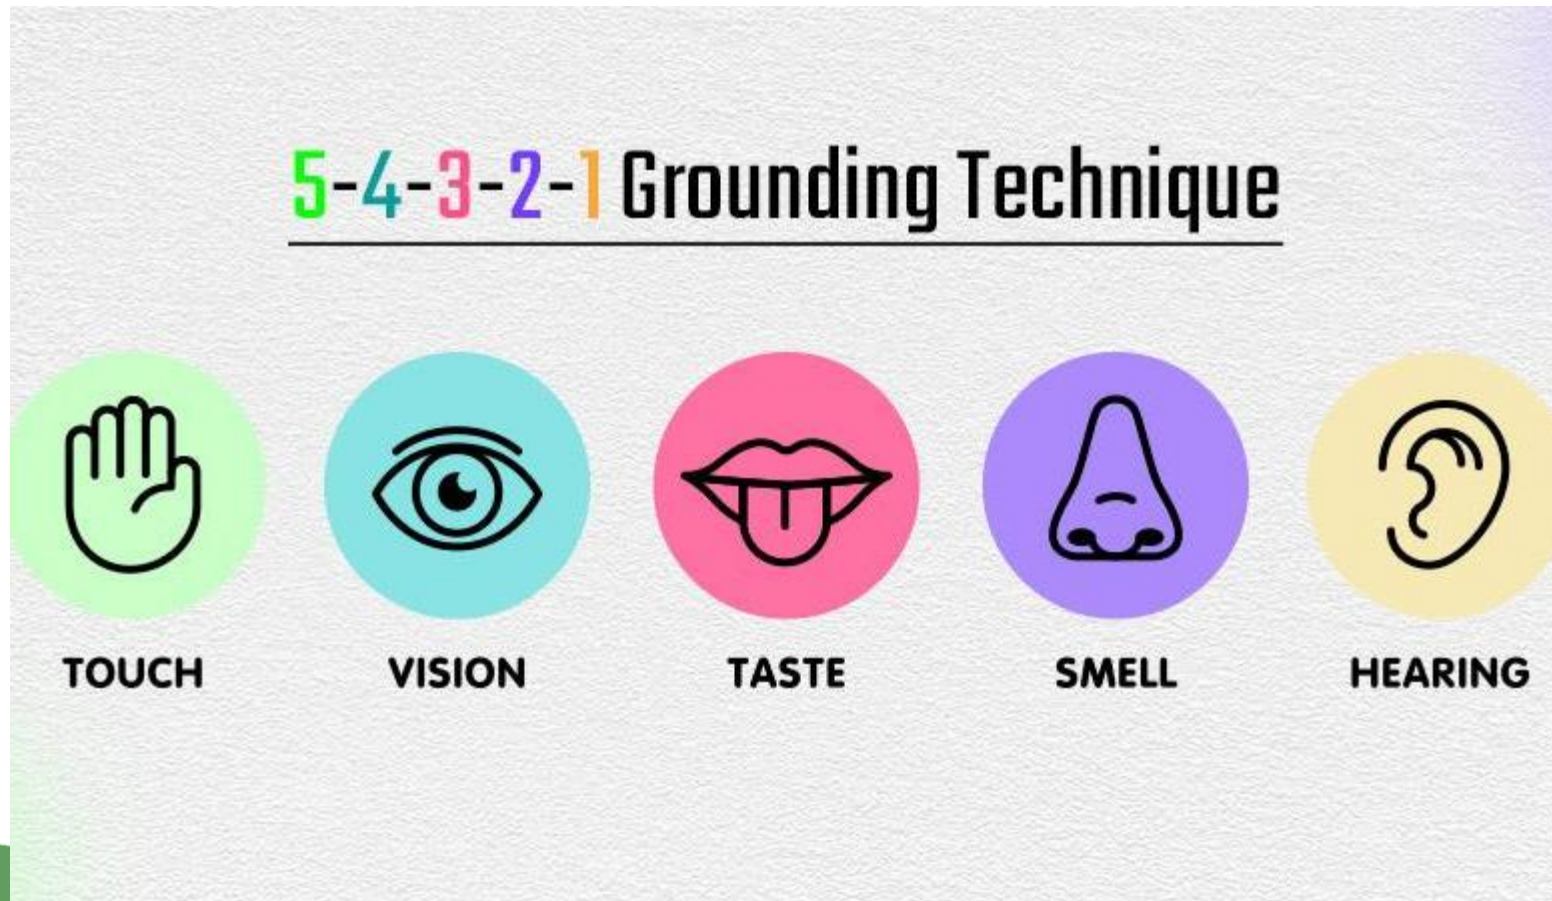 5-4-3-2-1 Grounding Technique
TOUCH
VISION
TASTE
SMELL
HEARING